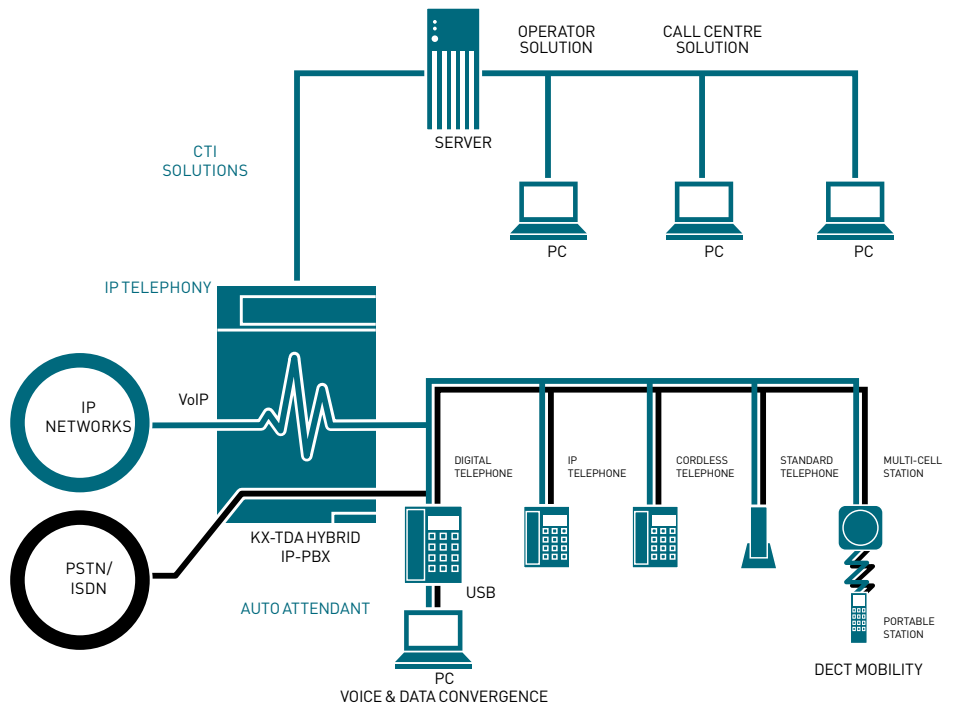 OPERATOR
SOLUTION
CALL CENTRE
SOLUTION
SERVER
CTI
SOLUTIONS
PC
PC
PC
IP TELEPHONY
IP
NETWORKS
VoIP
DIGITAL
TELEPHONE
IP
TELEPHONE
CORDLESS
TELEPHONE
STANDARD
TELEPHONE
MULTI-CELL
STATION
KX-TDA HYBRID
IP-PBX
PSTN/
ISDN
USB
AUTO ATTENDANT
PORTABLE
STATION
DECT MOBILITY
PC
VOICE & DATA CONVERGENCE